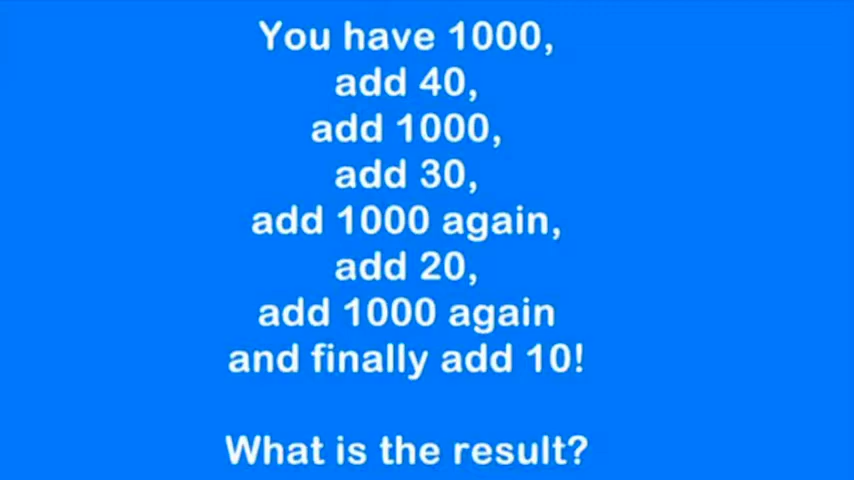 You have 1000,
add 40,
add 1000,
add 30,
add 1000 again,
add 20,
add 1000 again
and finally add 10!
What is the result?